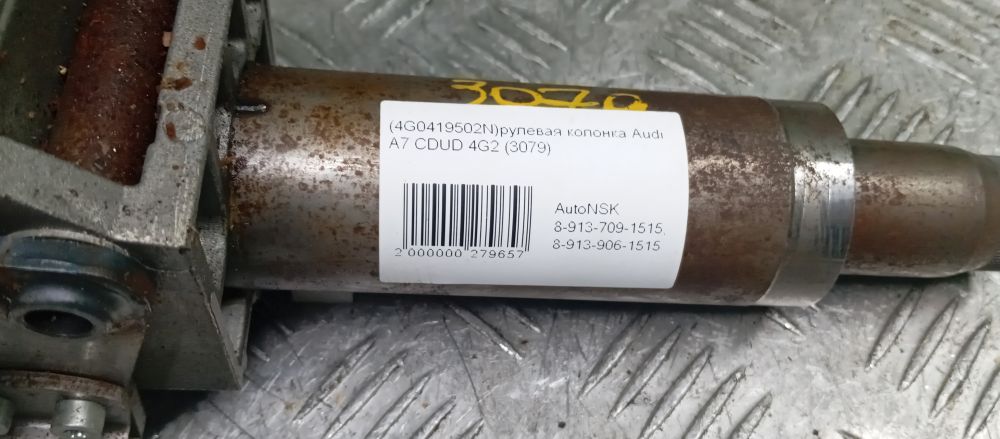 3079
(4G0419502N)рулевая колонка Audi
A7 CDUD 4G2 (3079)
AutoNSK
8-913-709-1515,
8-913-906-1515
2 000000 279657